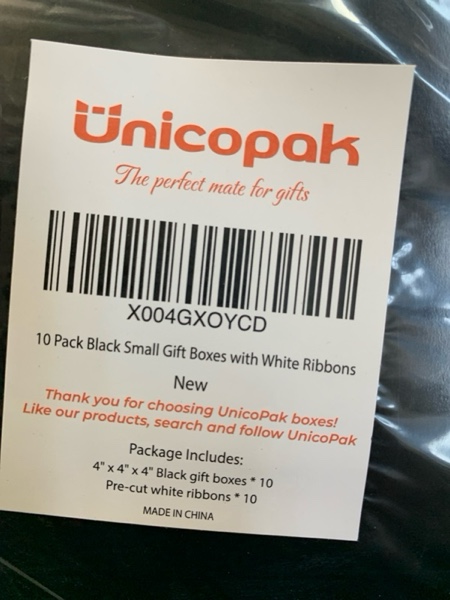 Unicopak
The perfect mate for gifts
X004GXOYCD
10 Pack Black Small Gift Boxes with White Ribbons
New
Thank you for choosing UnicoPak boxes!
Like our products, search and follow UnicoPak
Package Includes:
4" x 4" x 4" Black gift boxes * 10
Pre-cut white ribbons * 10
MADE IN CHINA